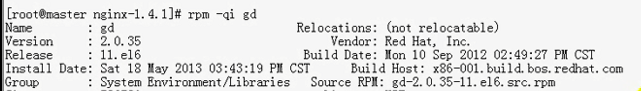 [root@master nginx-1.4.1]# rpm -qi gd
Name        : gd                           Relocations: (not relocatable)
Version     : 2.0.35                            Vendor: Red Hat, Inc.
Release     : 11.el6                        Build Date: Mon 10 Sep 2012 02:49:27 PM CST
Install Date: Sat 18 May 2013 03:43:19 PM CST      Build Host: x86-001.build.bos.redhat.com
Group       : System Environment/Libraries   Source RPM: gd-2.0.35-11.el6.src.rpm